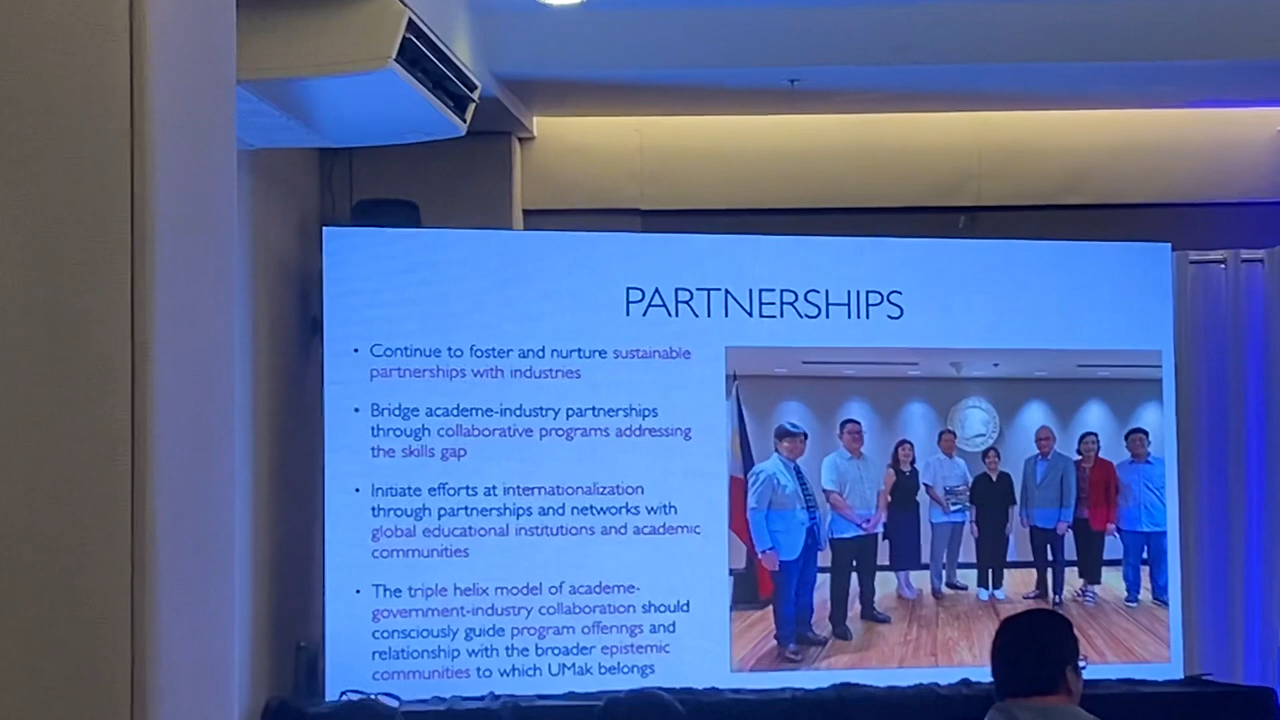 PARTNERSHIPS
• Continue to foster and nurture sustainable
partnerships with industries
• Bridge academe-industry partnerships
through collaborative programs addressing
the skills gap
• Initiate efforts at internationalization
through partnerships and networks with
global educational institutions and academic
communities
• The triple helix model of academe-
government-industry collaboration should
consciously guide program offerings and
relationship with the broader epistemic
communities to which UMak belongs